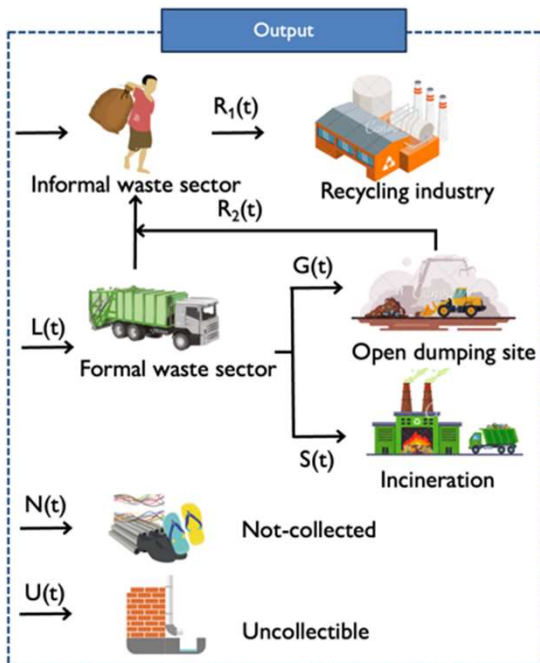 Output
R₁(t)
Informal waste sector
Recycling industry
R₂(t)
G(t)
L(t)
Formal waste sector
Open dumping site
S(t)
Incineration
N(t)
Not-collected
U(t)
Uncollectible